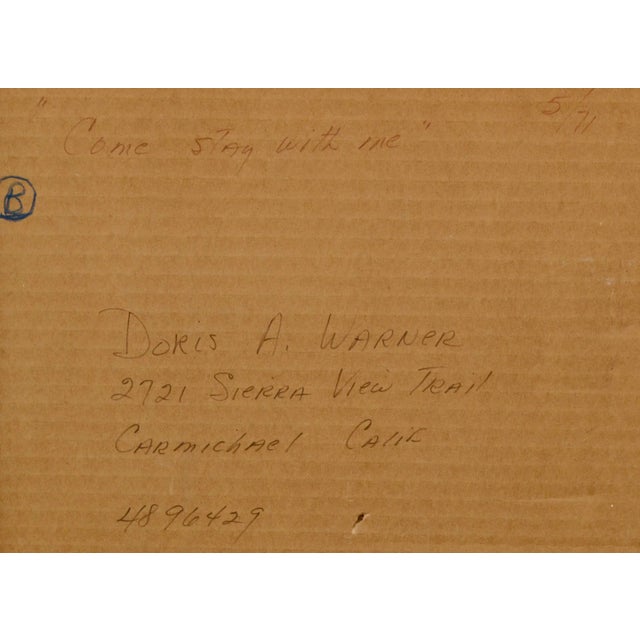 "Come stay with me" 5/71
B
Doris A. Warner
2721 Sierra View Trail
Carmichael Calif
4896429